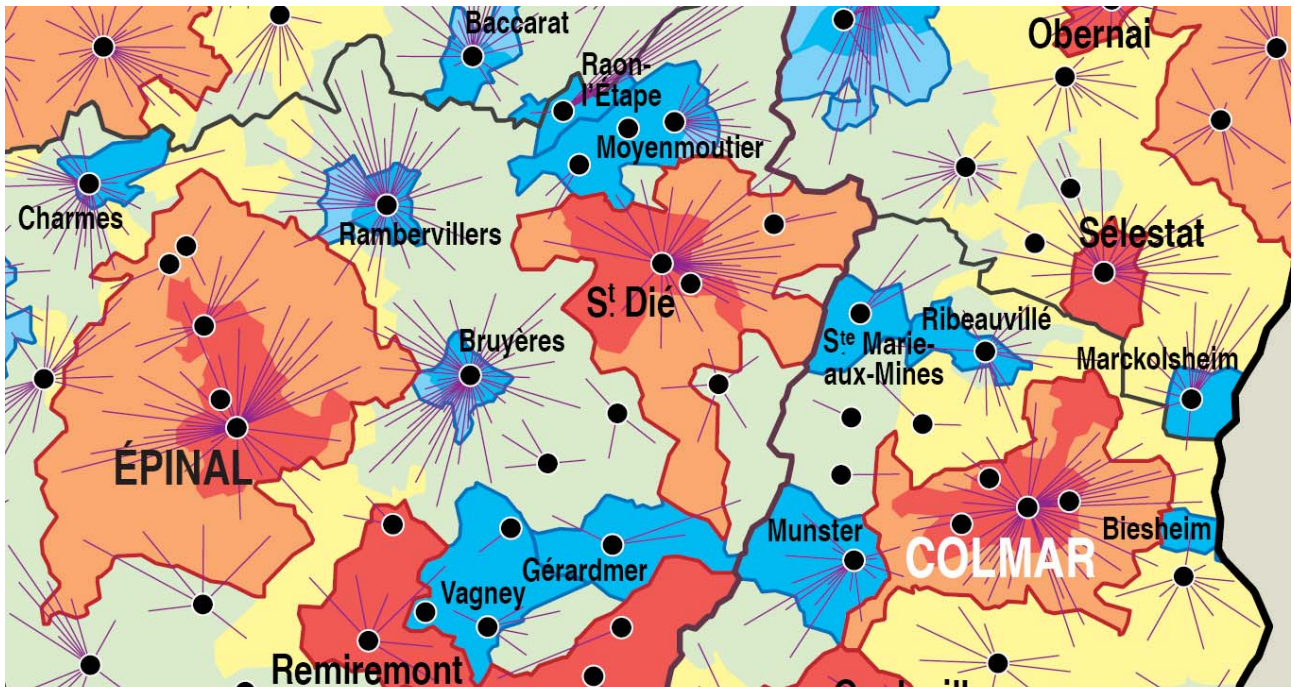 Baccarat
Obernai
Raon-
l'Étape
Moyenmoutier
Charmes
Rambervillers
Sélestat
St. Dié
Bruyères
Ribeauvillé
Ste Marie-
aux-Mines
Marckolsheim
ÉPINAL
Munster
Biesheim
COLMAR
Gérardmer
Vagney
Remiremont